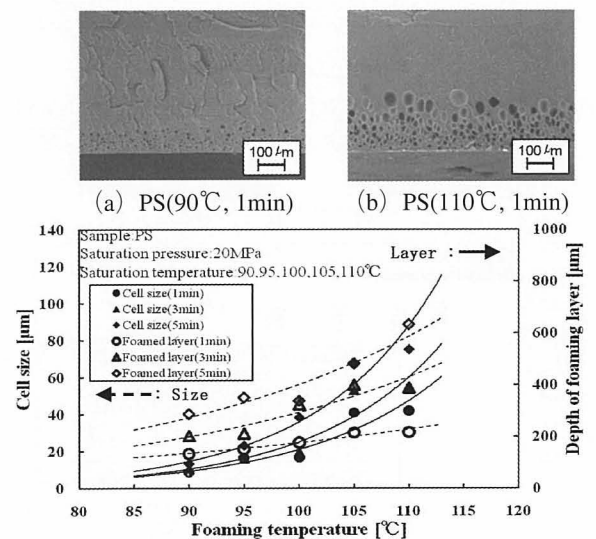 100 μm
100 μm
(a) PS(90℃, 1min)
(b) PS(110℃, 1min)
Sample:PS
Saturation pressure:20MPa
Saturation temperature:90,95,100,105,110℃
Layer :
Cell size(1min)
Cell size(3min)
Cell size(5min)
Foamed layer(1min)
Foamed layer(3min)
Foamed layer(5min)
: Size
Cell size [μm]
140
120
100
80
60
40
20
0
Depth of foaming layer [μm]
1000
800
600
400
200
0
80 85 90 95 100 105 110 115 120
Foaming temperature [℃]